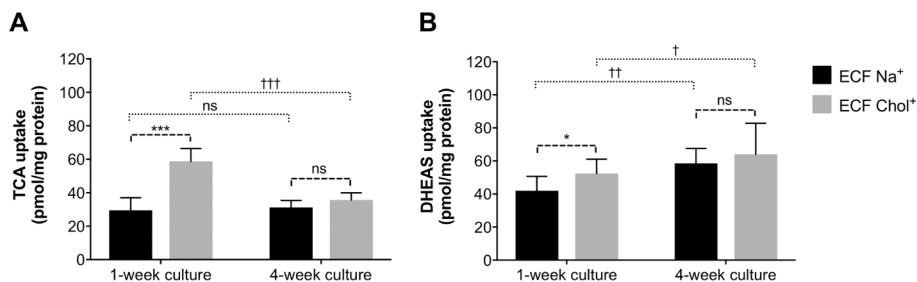 A
TCA uptake
(pmol/mg protein)
120
100
80
60
40
20
0
†††
ns
***
ns
1-week culture
4-week culture
B
DHEAS uptake
(pmol/mg protein)
120
100
80
60
40
20
0
†
††
ns
*
1-week culture
4-week culture
ECF Na⁺
ECF Chol⁺